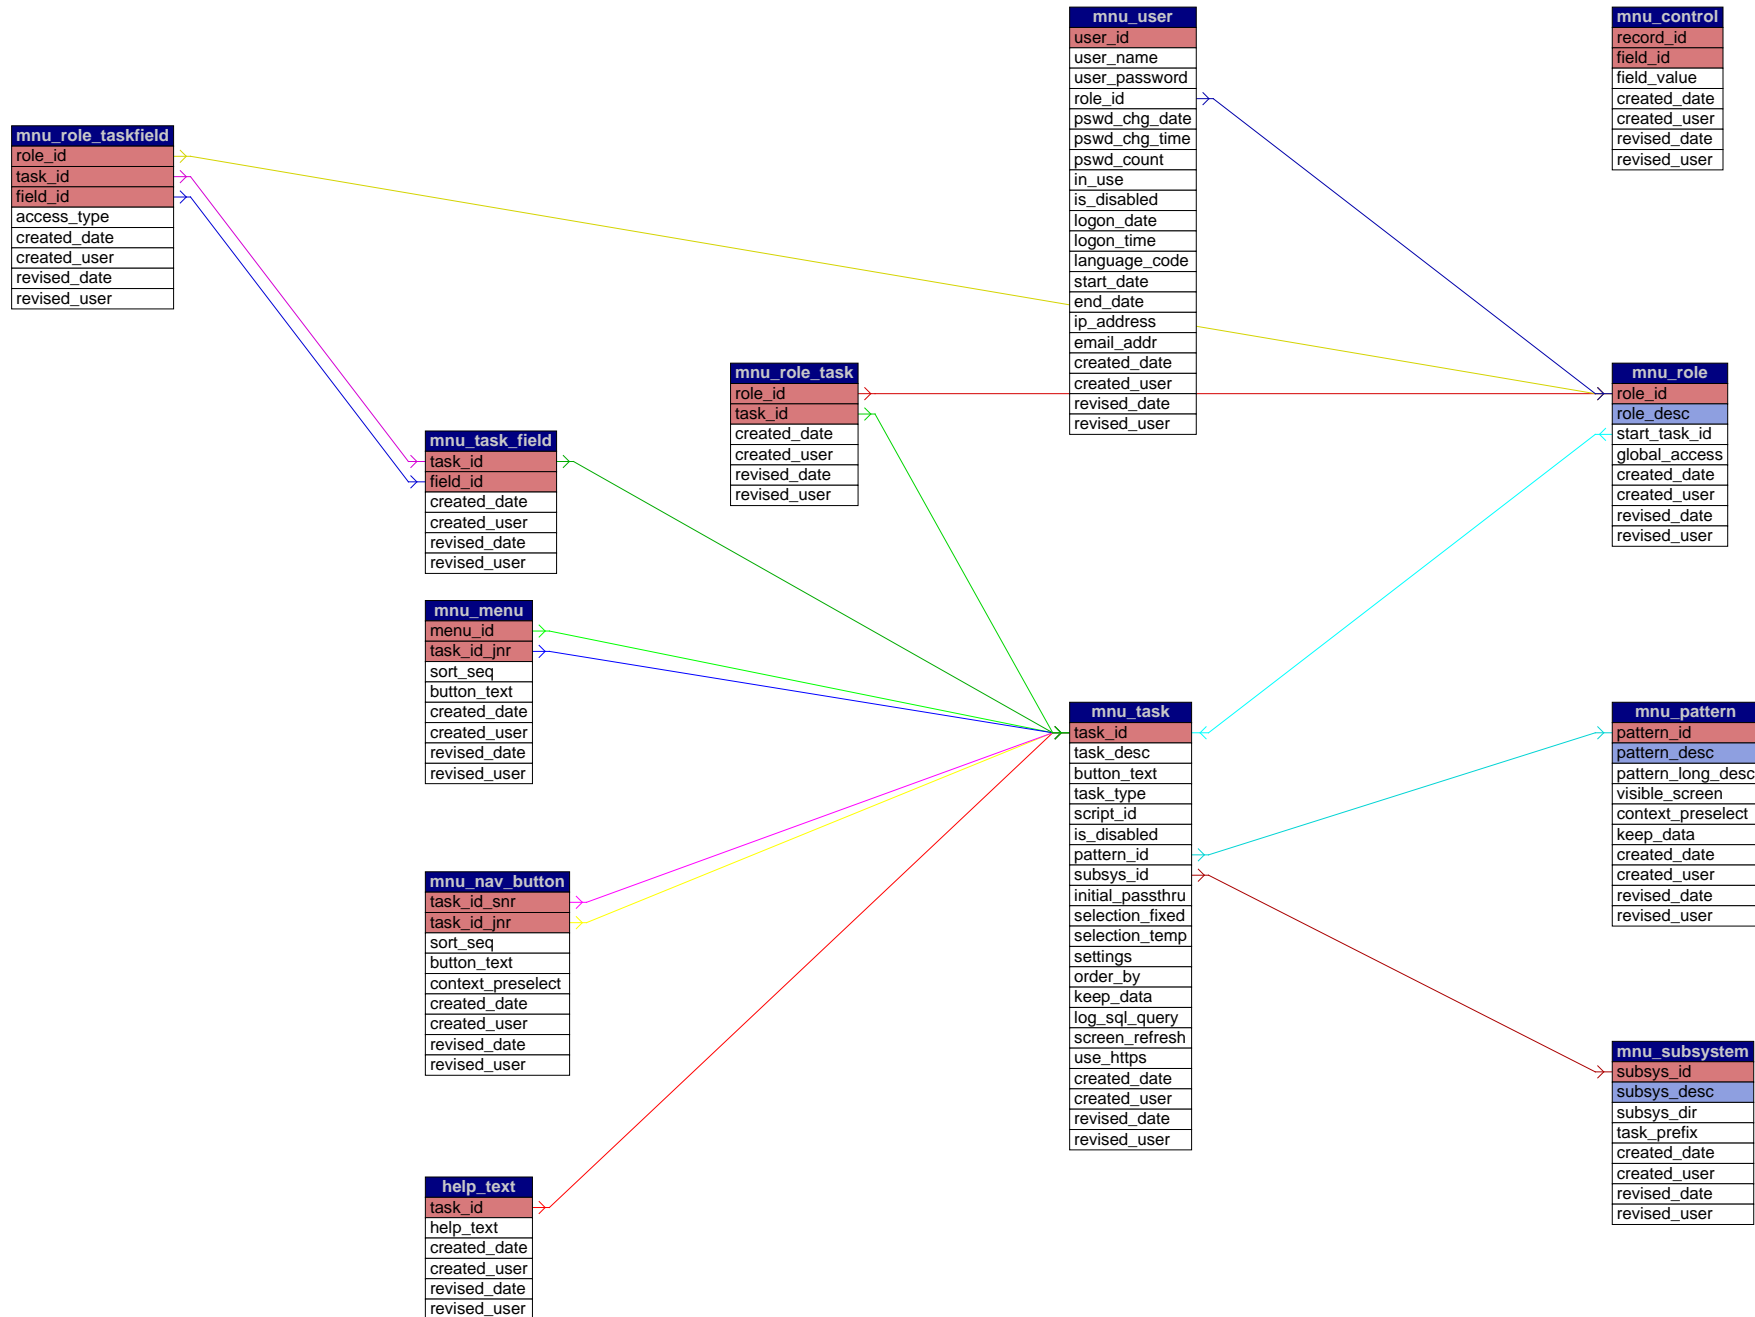 mnu_user
user_id
user_name
user_password
role_id
pswd_chg_date
pswd_chg_time
pswd_count
in_use
is_disabled
logon_date
logon_time
language_code
start_date
end_date
ip_address
email_addr
created_date
created_user
revised_date
revised_user
mnu_control
record_id
field_id
field_value
created_date
created_user
revised_date
revised_user
mnu_role_taskfield
role_id
task_id
field_id
access_type
created_date
created_user
revised_date
revised_user
mnu_role_task
role_id
task_id
created_date
created_user
revised_date
revised_user
mnu_role
role_id
role_desc
start_task_id
global_access
created_date
created_user
revised_date
revised_user
mnu_task_field
task_id
field_id
created_date
created_user
revised_date
revised_user
mnu_menu
menu_id
task_id_jnr
sort_seq
button_text
created_date
created_user
revised_date
revised_user
mnu_task
task_id
task_desc
button_text
task_type
script_id
is_disabled
pattern_id
subsys_id
initial_passthru
selection_fixed
selection_temp
settings
order_by
keep_data
log_sql_query
screen_refresh
use_https
created_date
created_user
revised_date
revised_user
mnu_pattern
pattern_id
pattern_desc
pattern_long_desc
visible_screen
context_preselect
keep_data
created_date
created_user
revised_date
revised_user
mnu_nav_button
task_id_snr
task_id_jnr
sort_seq
button_text
context_preselect
created_date
created_user
revised_date
revised_user
mnu_subsystem
subsys_id
subsys_desc
subsys_dir
task_prefix
created_date
created_user
revised_date
revised_user
help_text
task_id
help_text
created_date
created_user
revised_date
revised_user